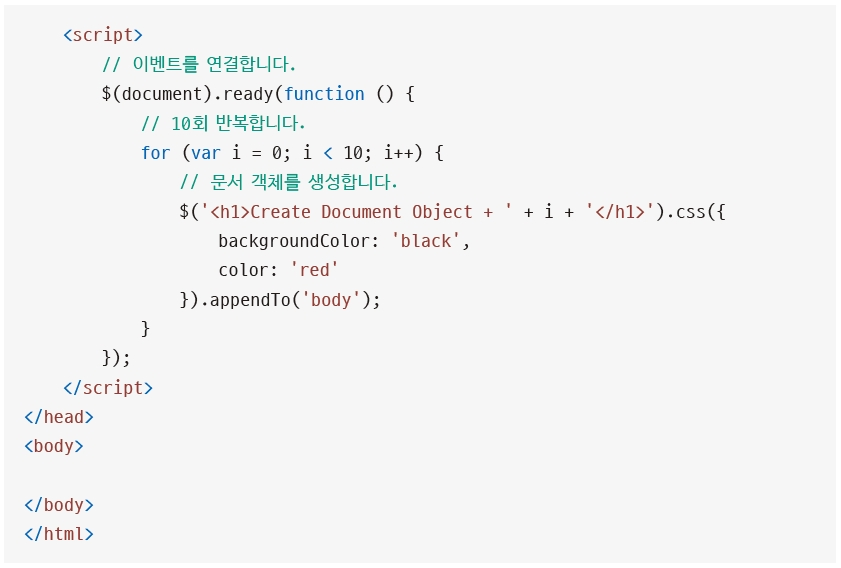 <script>
// 이벤트를 연결합니다.
$(document).ready(function () {
// 10회 반복합니다.
for (var i = 0; i < 10; i++) {
// 문서 객체를 생성합니다.
$('<h1>Create Document Object + ' + i + '</h1>').css({
backgroundColor: 'black',
color: 'red'
}).appendTo('body');
}
});
</script>
</head>
<body>
</body>
</html>